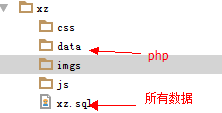 xz
css
data
php
imgs
js
xz.sql
所有数据